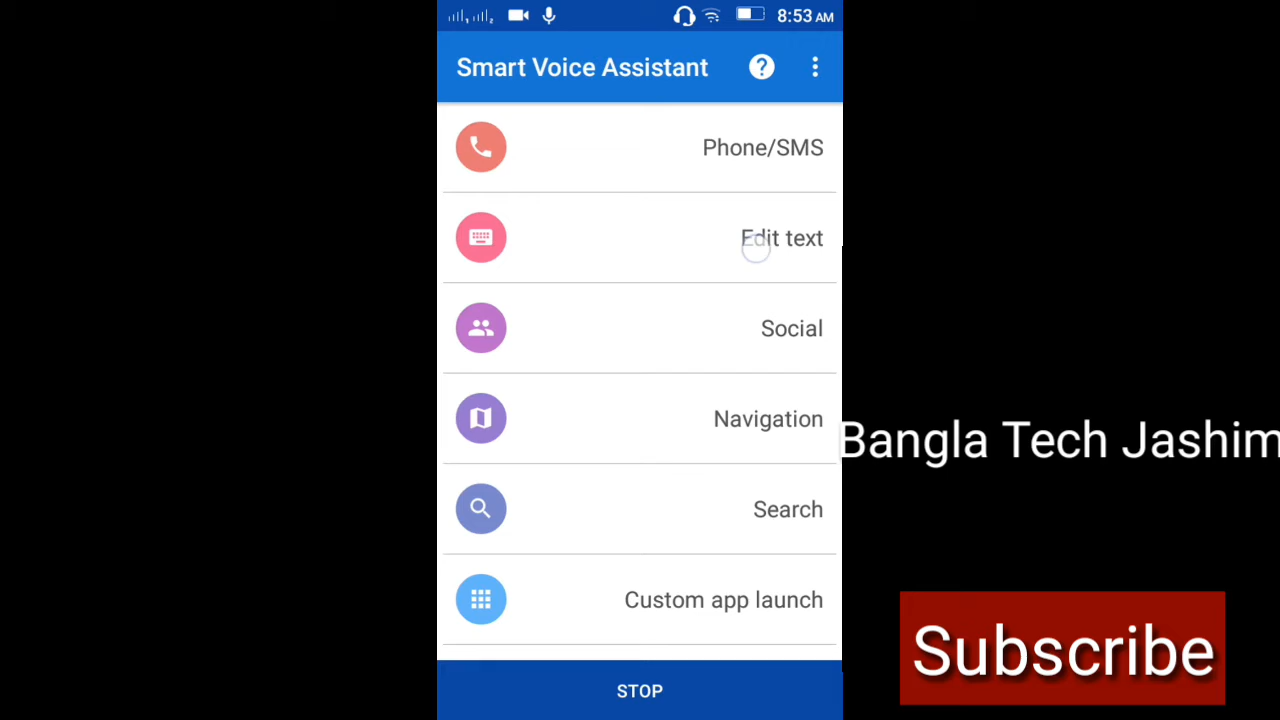 8:53 AM
Smart Voice Assistant
Phone/SMS
Edit text
Social
Navigation
Bangla Tech Jashim
Search
Custom app launch
Subscribe
STOP